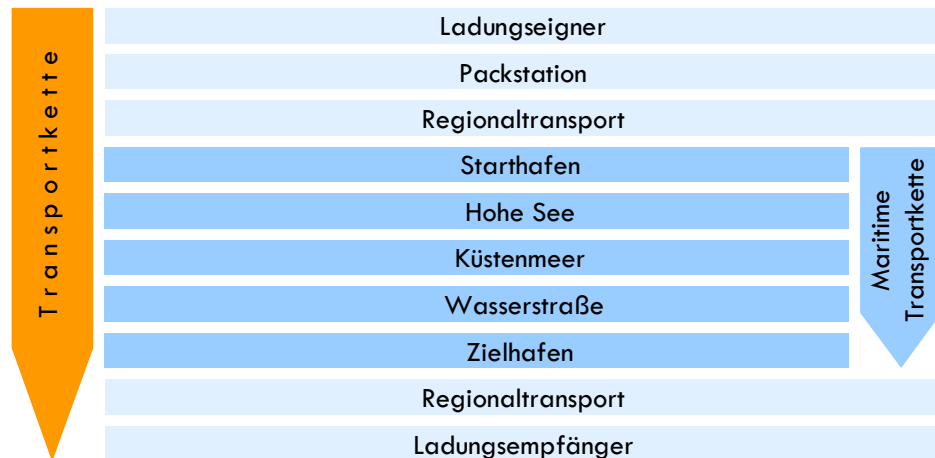 Transportkette
Ladungseigner
Packstation
Regionaltransport
Starthafen
Hohe See
Küstenmeer
Wasserstraße
Zielhafen
Maritime
Transportkette
Regionaltransport
Ladungsempfänger